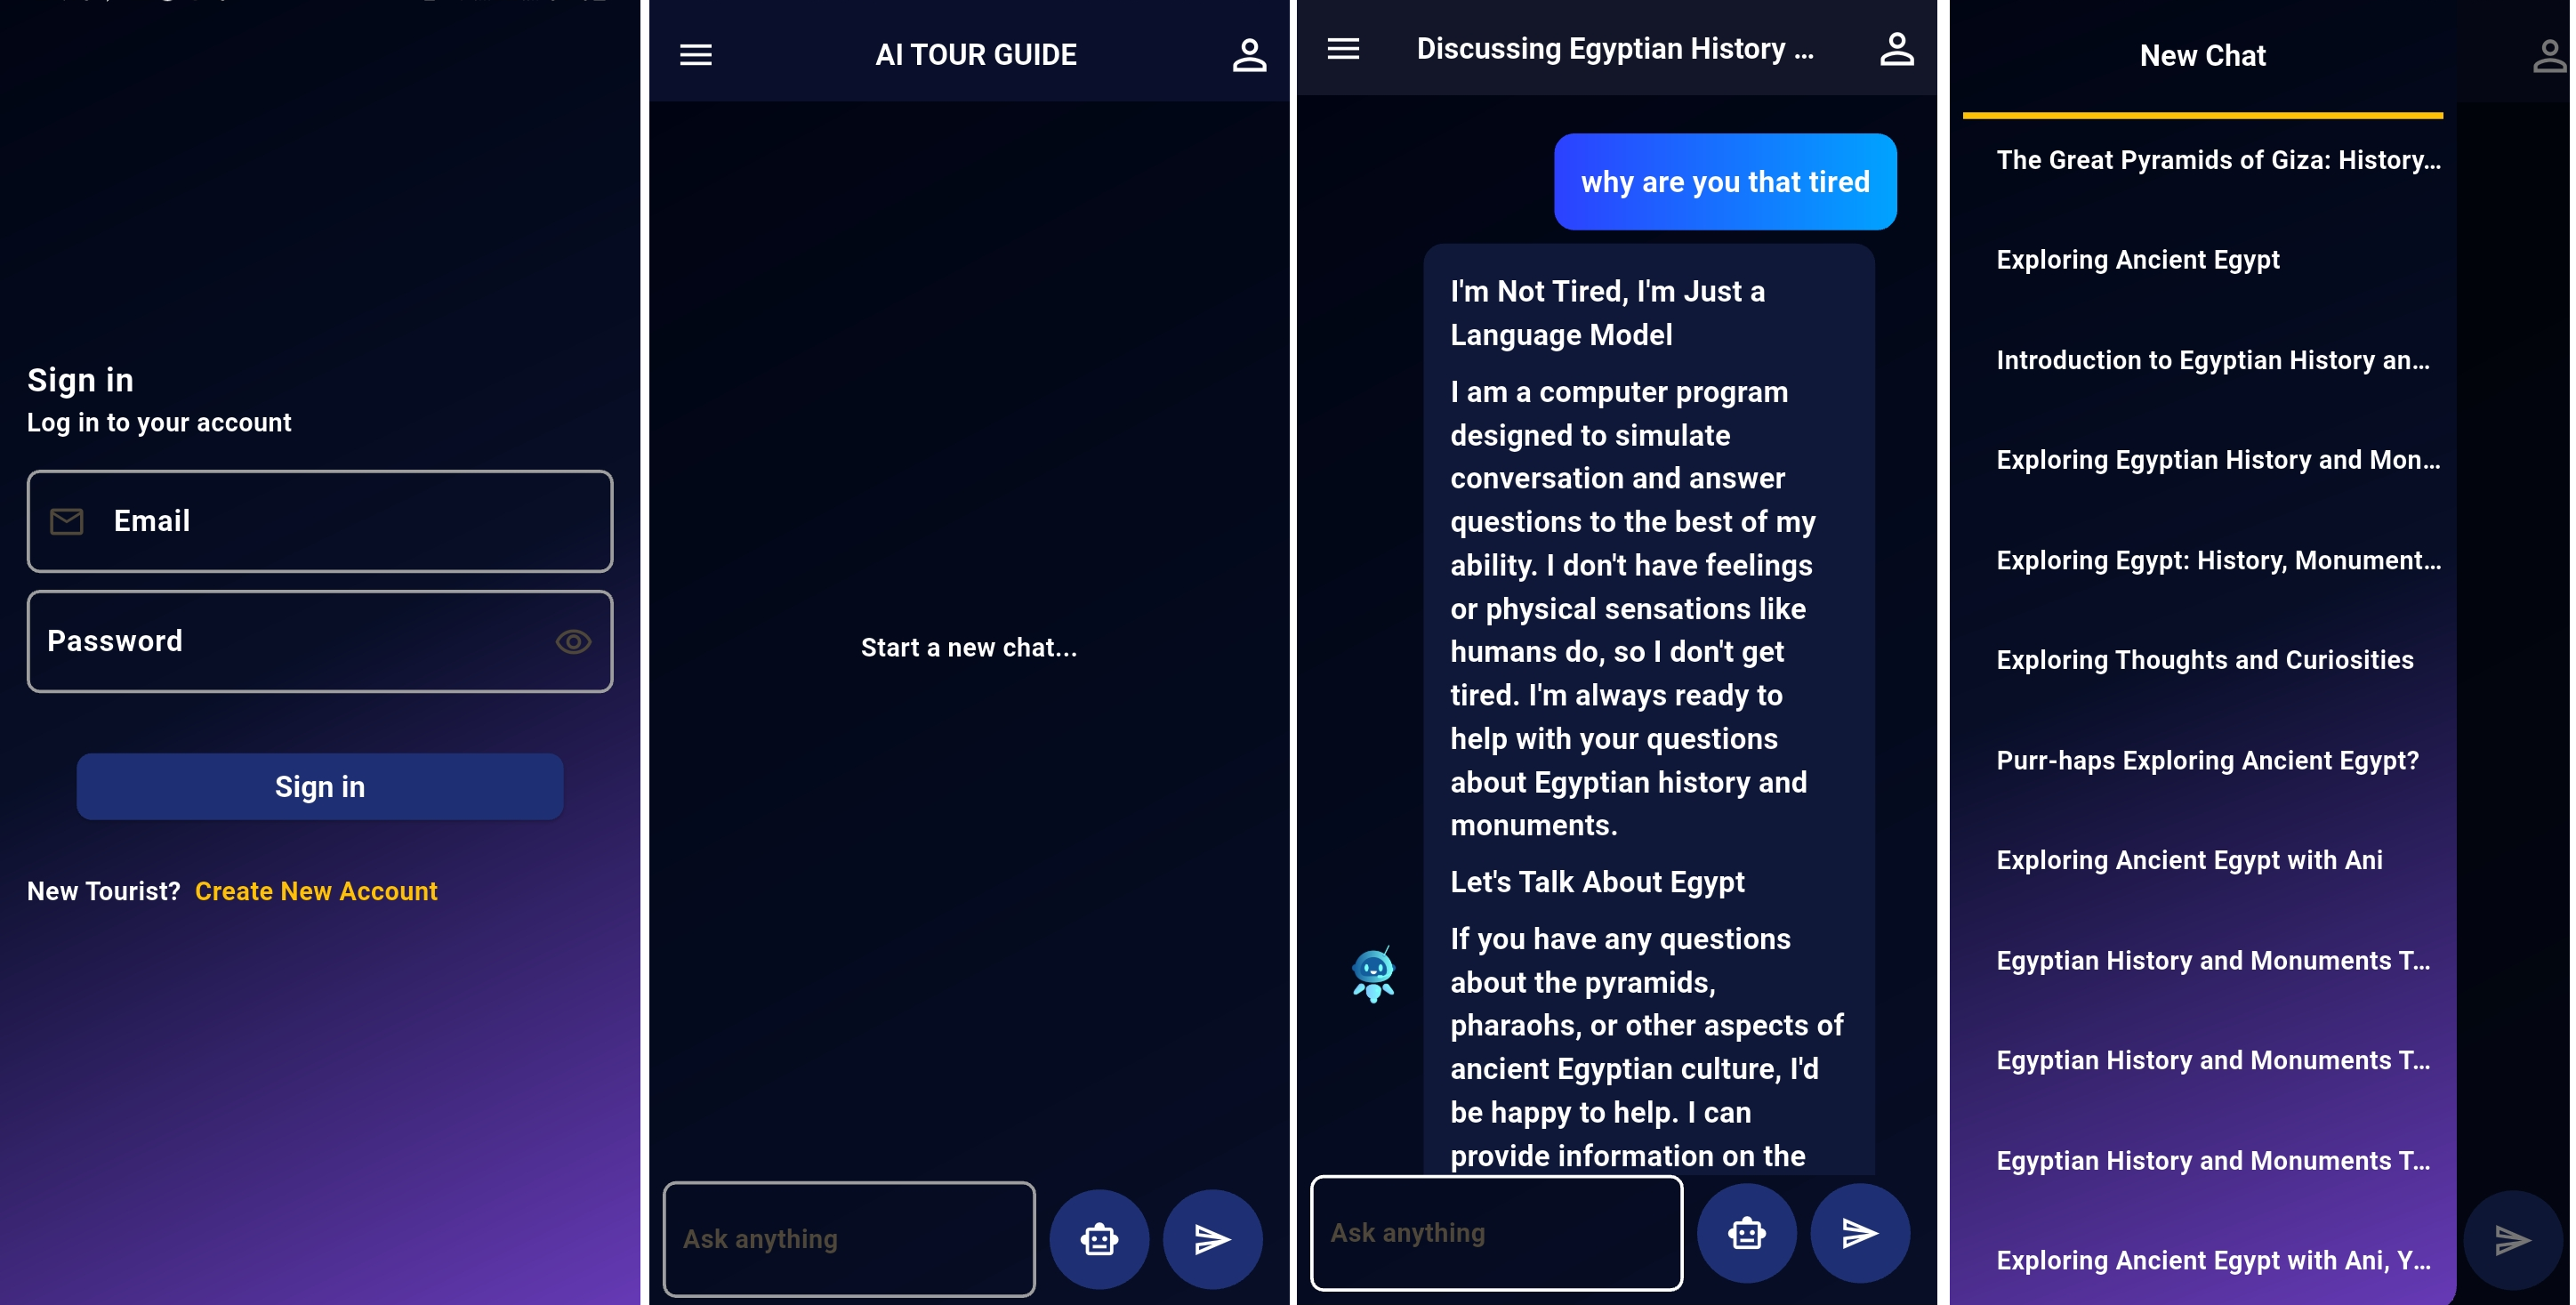 Sign in
Log in to your account
Email
Password
Sign in
New Tourist? Create New Account
AI TOUR GUIDE
Start a new chat...
Ask anything
Discussing Egyptian History ...
why are you that tired
I'm Not Tired, I'm Just a
Language Model
I am a computer program
designed to simulate
conversation and answer
questions to the best of my
ability. I don't have feelings
or physical sensations like
humans do, so I don't get
tired. I'm always ready to
help with your questions
about Egyptian history and
monuments.
Let's Talk About Egypt
If you have any questions
about the pyramids,
pharaohs, or other aspects of
ancient Egyptian culture, I'd
be happy to help. I can
provide information on the
Ask anything
New Chat
The Great Pyramids of Giza: History...
Exploring Ancient Egypt
Introduction to Egyptian History an...
Exploring Egyptian History and Mon...
Exploring Egypt: History, Monument...
Exploring Thoughts and Curiosities
Purr-haps Exploring Ancient Egypt?
Exploring Ancient Egypt with Ani
Egyptian History and Monuments T...
Egyptian History and Monuments T...
Egyptian History and Monuments T...
Exploring Ancient Egypt with Ani, Y...